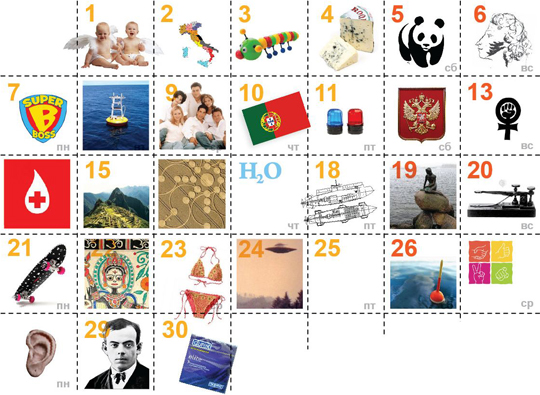 пн 1 2 3 4 5 сб 6 вс
7 SUPER B BOSS пн 9 10 чт 11 пт сб 13 вс
15 H₂O чт 18 пт 19 20 вс
21 пн 23 24 25 пт 26 ср
пн 29 30